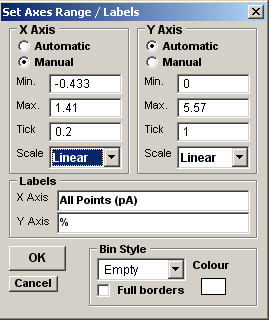 Set Axes Range / Labels
X Axis
Automatic
Manual
Min. -0.433
Max. 1.41
Tick 0.2
Scale Linear
Y Axis
Automatic
Manual
Min. 0
Max. 5.57
Tick 1
Scale Linear
Labels
X Axis All Points (pA)
Y Axis %
OK
Cancel
Bin Style
Empty
Full borders
Colour